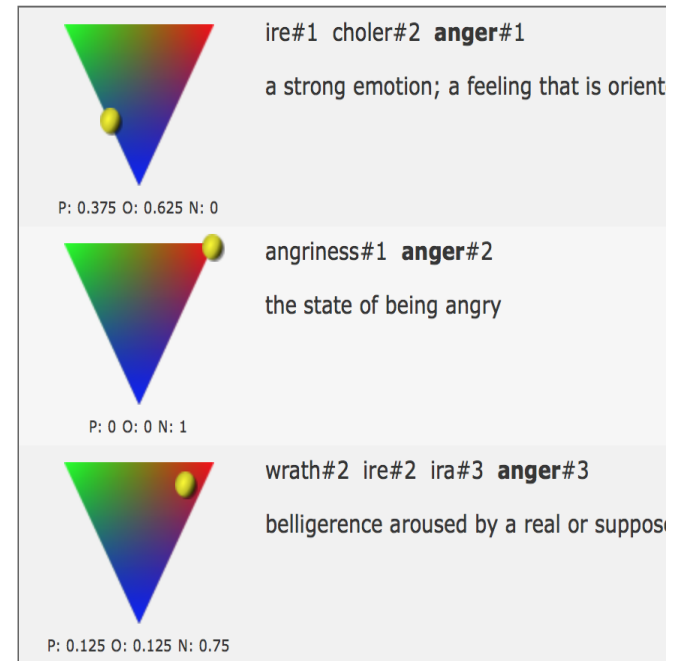 ire#1 choler#2 anger#1
a strong emotion; a feeling that is orient
P: 0.375 O: 0.625 N: 0
angriness#1 anger#2
the state of being angry
P: 0 O: 0 N: 1
wrath#2 ire#2 ira#3 anger#3
belligerence aroused by a real or suppose
P: 0.125 O: 0.125 N: 0.75